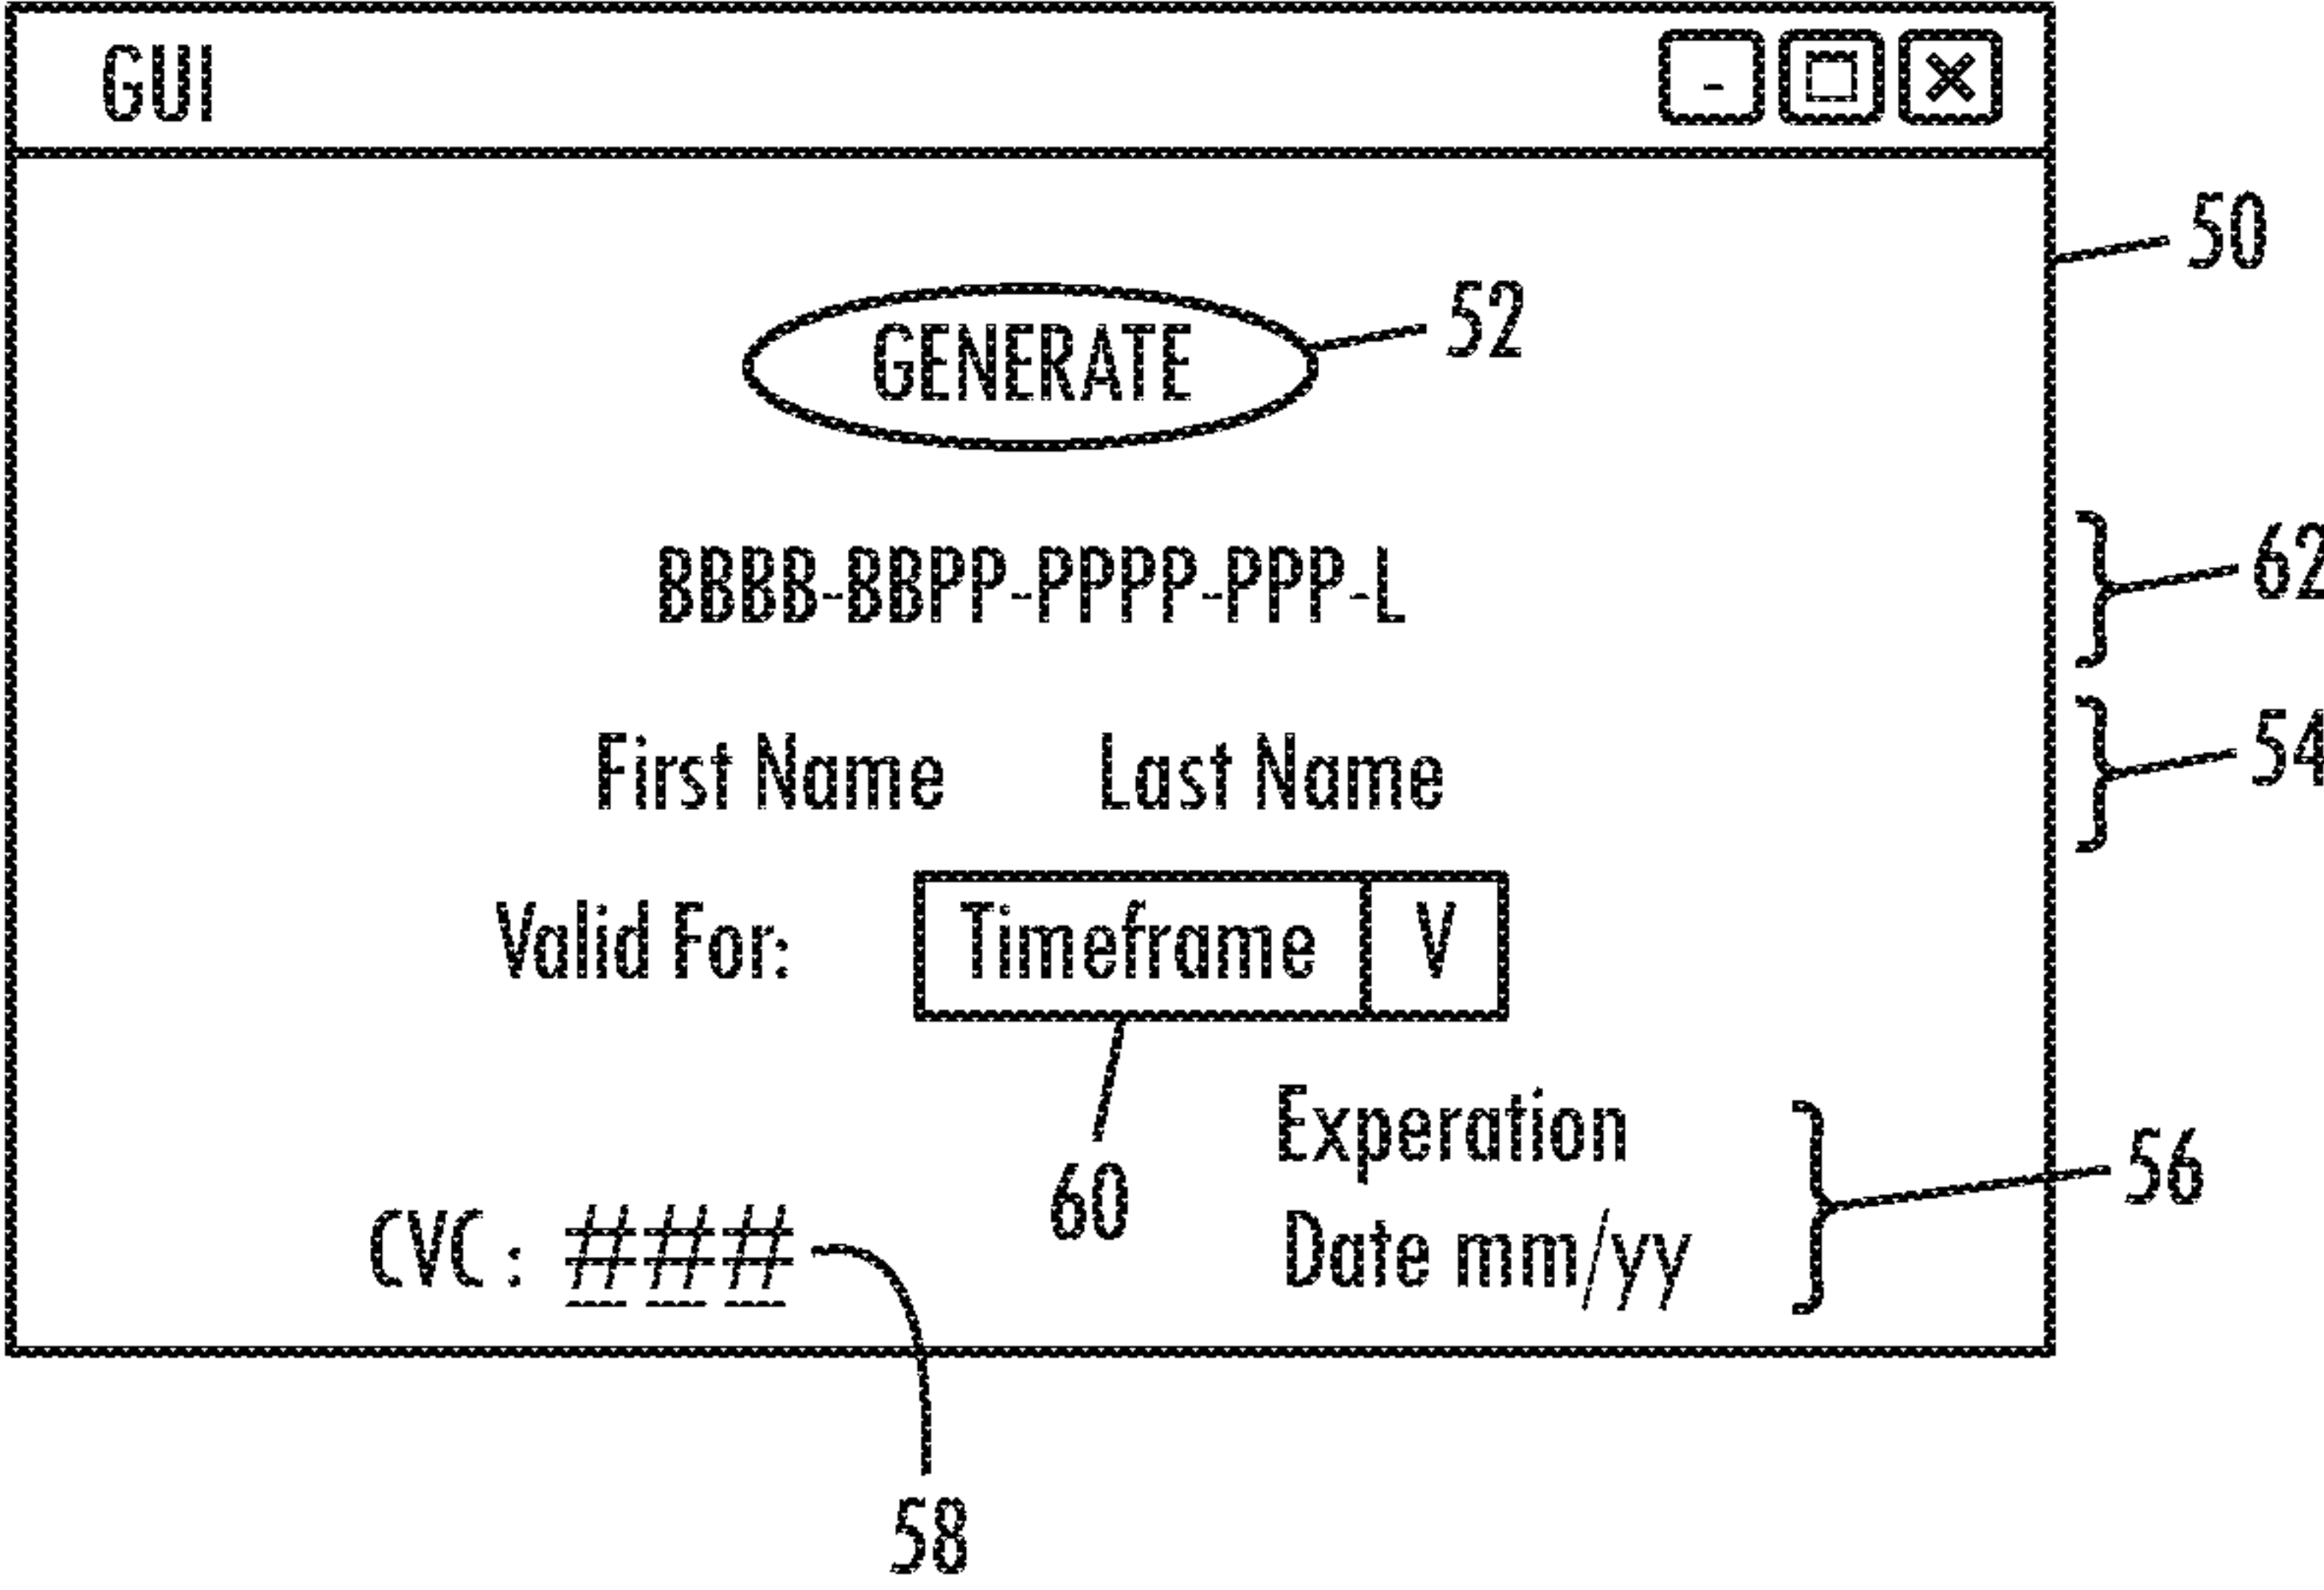 GUI - □ X
50
GENERATE 52
BBBB-BBPP-PPPP-PPP-L 62
First Name Last Name 54
Valid For: Timeframe V
Experation
60 56
CVC: ### Date mm/yy
58